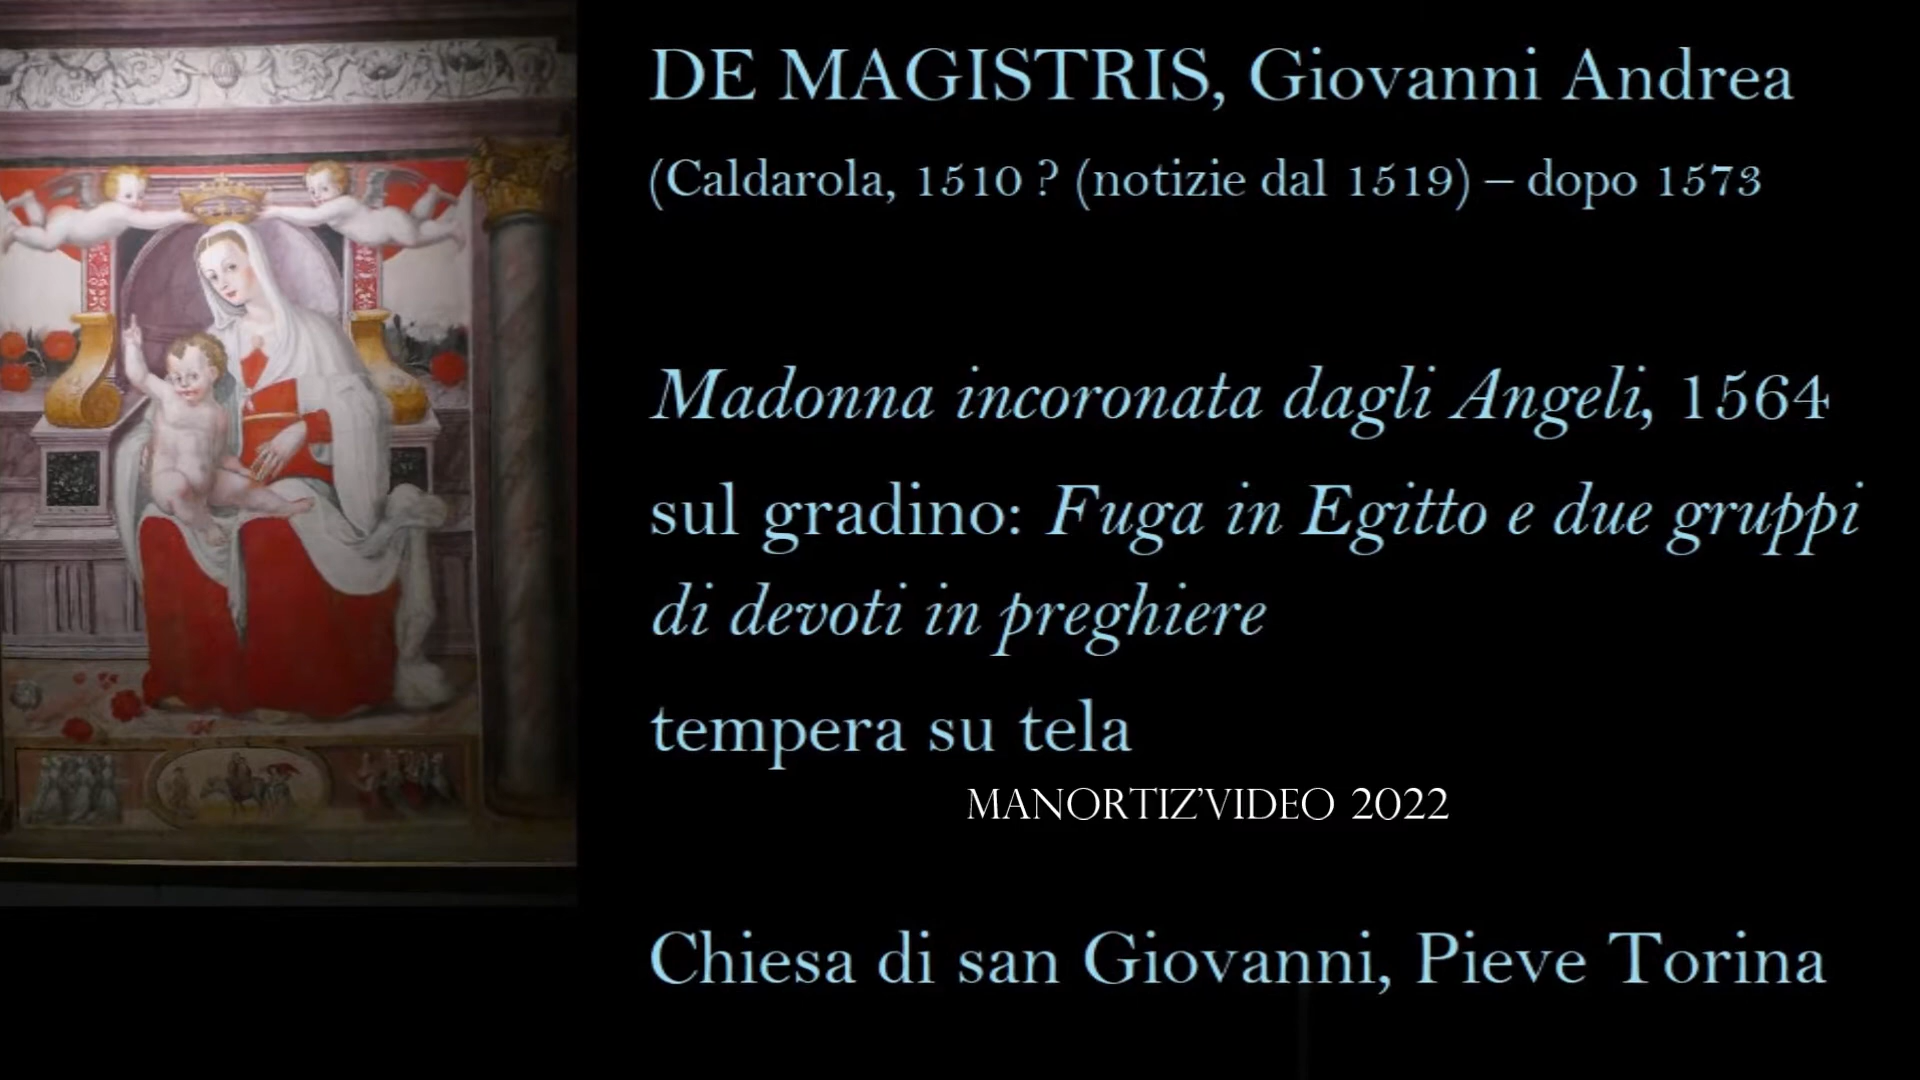 DE MAGISTRIS, Giovanni Andrea
(Caldarola, 1510 ? (notizie dal 1519) – dopo 1573
Madonna incoronata dagli Angeli, 1564
sul gradino: Fuga in Egitto e due gruppi
di devoti in preghiere
tempera su tela
MANORTIZ'VIDEO 2022
Chiesa di san Giovanni, Pieve Torina